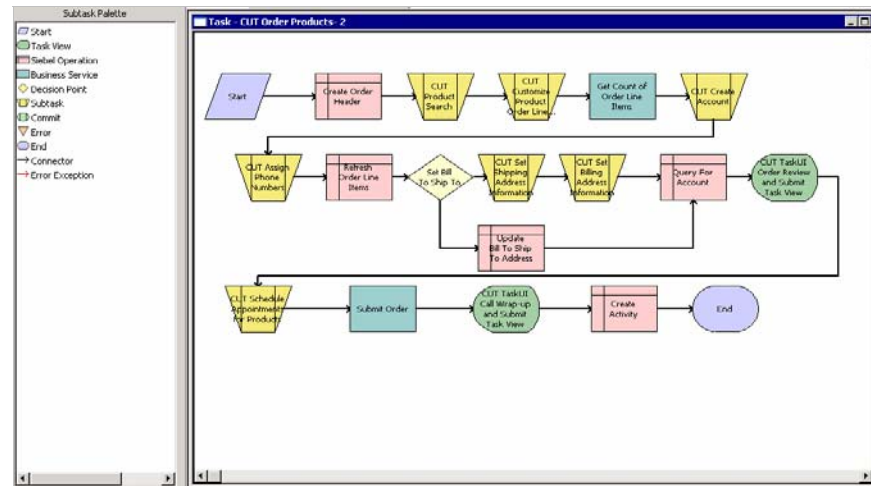 Subtask Palette
Start
Task View
Siebel Operation
Business Service
Decision Point
Subtask
Commit
Error
End
Connector
Error Exception
Task - CUT Order Products- 2
Start
Create Order
Header
CUT
Product
Search
CUT
Customize
Product
Order Line...
Get Count of
Order Line
Items
CUT Create
Account
CUT Assign
Phone
Numbers
Refresh
Order Line
Items
Set Bill
To Ship To
CUT Set
Shipping
Address
Information
CUT Set
Billing
Address
Information
Query For
Account
CUT TaskUI
Order Review
and Submit
Task View
Update
Bill To Ship
To Address
CUT Schedule
Appointment
for Products
Submit Order
CUT TaskUI
Call Wrap-up
and Submit
Task View
Create
Activity
End